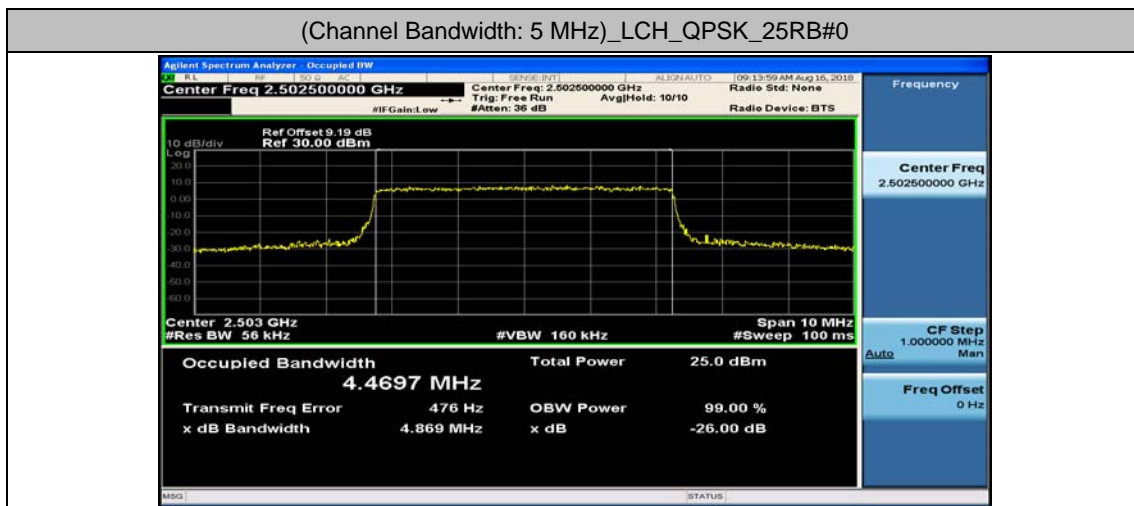 (Channel Bandwidth: 5 MHz)_LCH_QPSK_25RB#0
Agilent Spectrum Analyzer - Occupied BW
LXI RL RF 50 Ω AC SENSE:INT ALIGN AUTO 09:13:59 AM Aug 16, 2018
Center Freq 2.502500000 GHz
Center Freq: 2.502500000 GHz
Radio Std: None
Trig: Free Run Avg|Hold: 10/10
#IFGain:Low #Atten: 36 dB Radio Device: BTS
Ref Offset 9.19 dB
10 dB/div Ref 30.00 dBm
Log
20.0
10.0
0.00
-10.0
-20.0
-30.0
-40.0
-50.0
-60.0
Center 2.503 GHz Span 10 MHz
#Res BW 56 kHz #VBW 160 kHz #Sweep 100 ms
Occupied Bandwidth Total Power 25.0 dBm
4.4697 MHz
Transmit Freq Error 476 Hz OBW Power 99.00 %
x dB Bandwidth 4.869 MHz x dB -26.00 dB
MSG STATUS
Frequency
Center Freq
2.502500000 GHz
CF Step
1.000000 MHz
Auto Man
Freq Offset
0 Hz